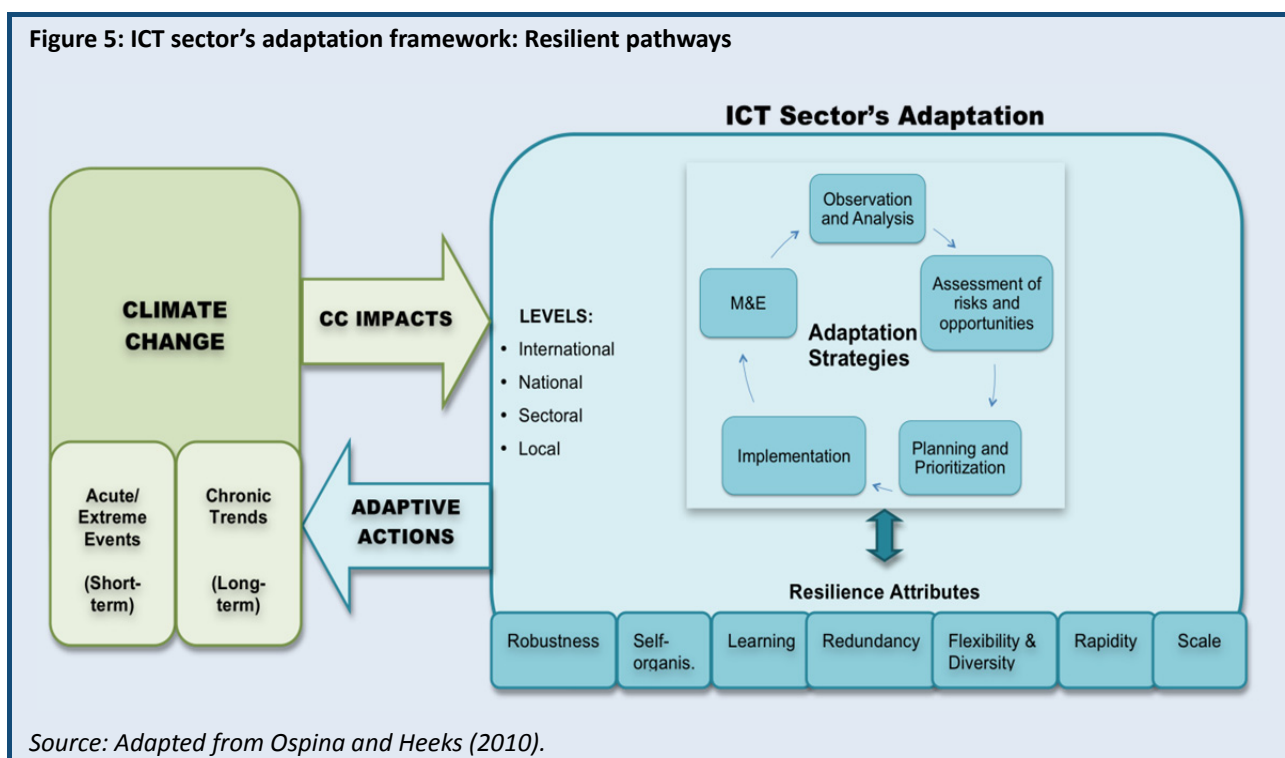 Figure 5: ICT sector’s adaptation framework: Resilient pathways
ICT Sector’s Adaptation
CLIMATE
CHANGE
Acute/
Extreme
Events
(Short-
term)
Chronic
Trends
(Long-
term)
CC IMPACTS
ADAPTIVE
ACTIONS
LEVELS:
• International
• National
• Sectoral
• Local
Observation
and Analysis
Assessment of
risks and
opportunities
Planning and
Prioritization
Implementation
M&E
Adaptation
Strategies
Resilience Attributes
Robustness
Self-
organis.
Learning
Redundancy
Flexibility &
Diversity
Rapidity
Scale
Source: Adapted from Ospina and Heeks (2010).